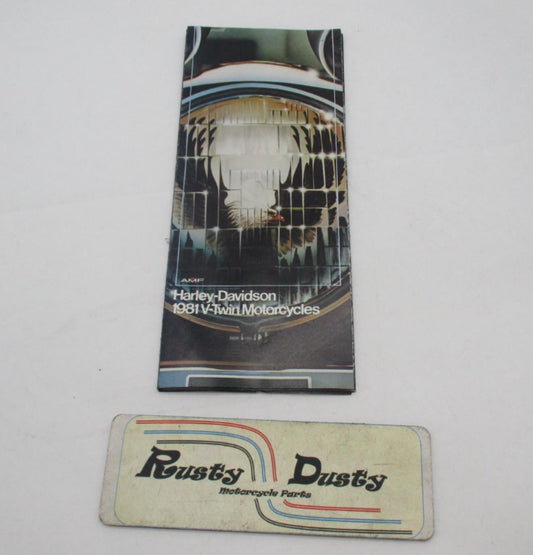 AMF
Harley-Davidson
1981 V-Twin Motorcycles
Rusty Dusty
Motorcycle Parts